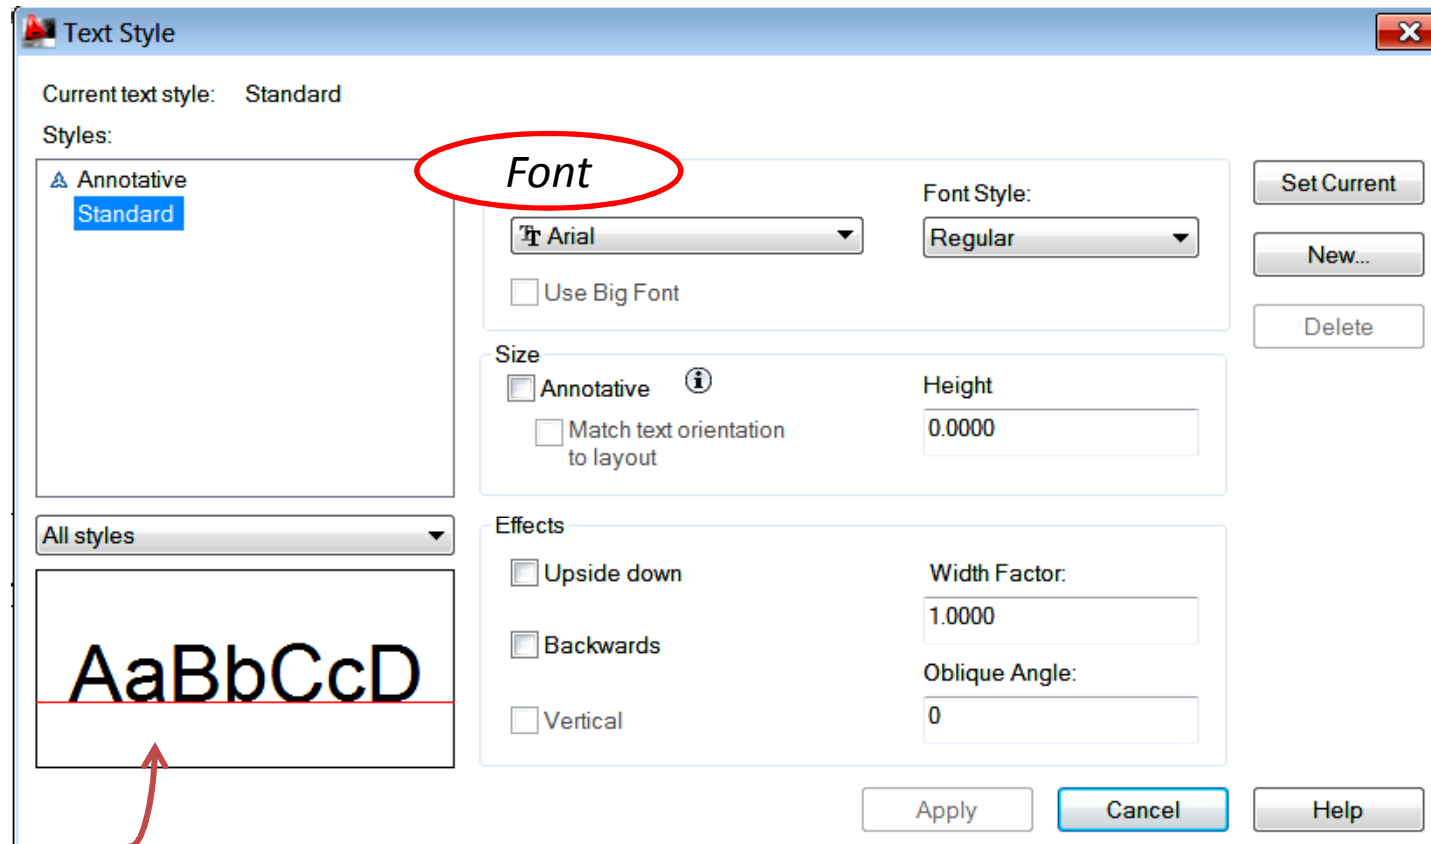 Text Style
Current text style: Standard
Styles:
Annotative
Standard
All styles
AaBbCcD
Font
Font Style:
Arial
Regular
Use Big Font
Size
Annotative
Height
Match text orientation
to layout
0.0000
Effects
Upside down
Width Factor:
1.0000
Backwards
Oblique Angle:
Vertical
0
Set Current
New...
Delete
Apply
Cancel
Help